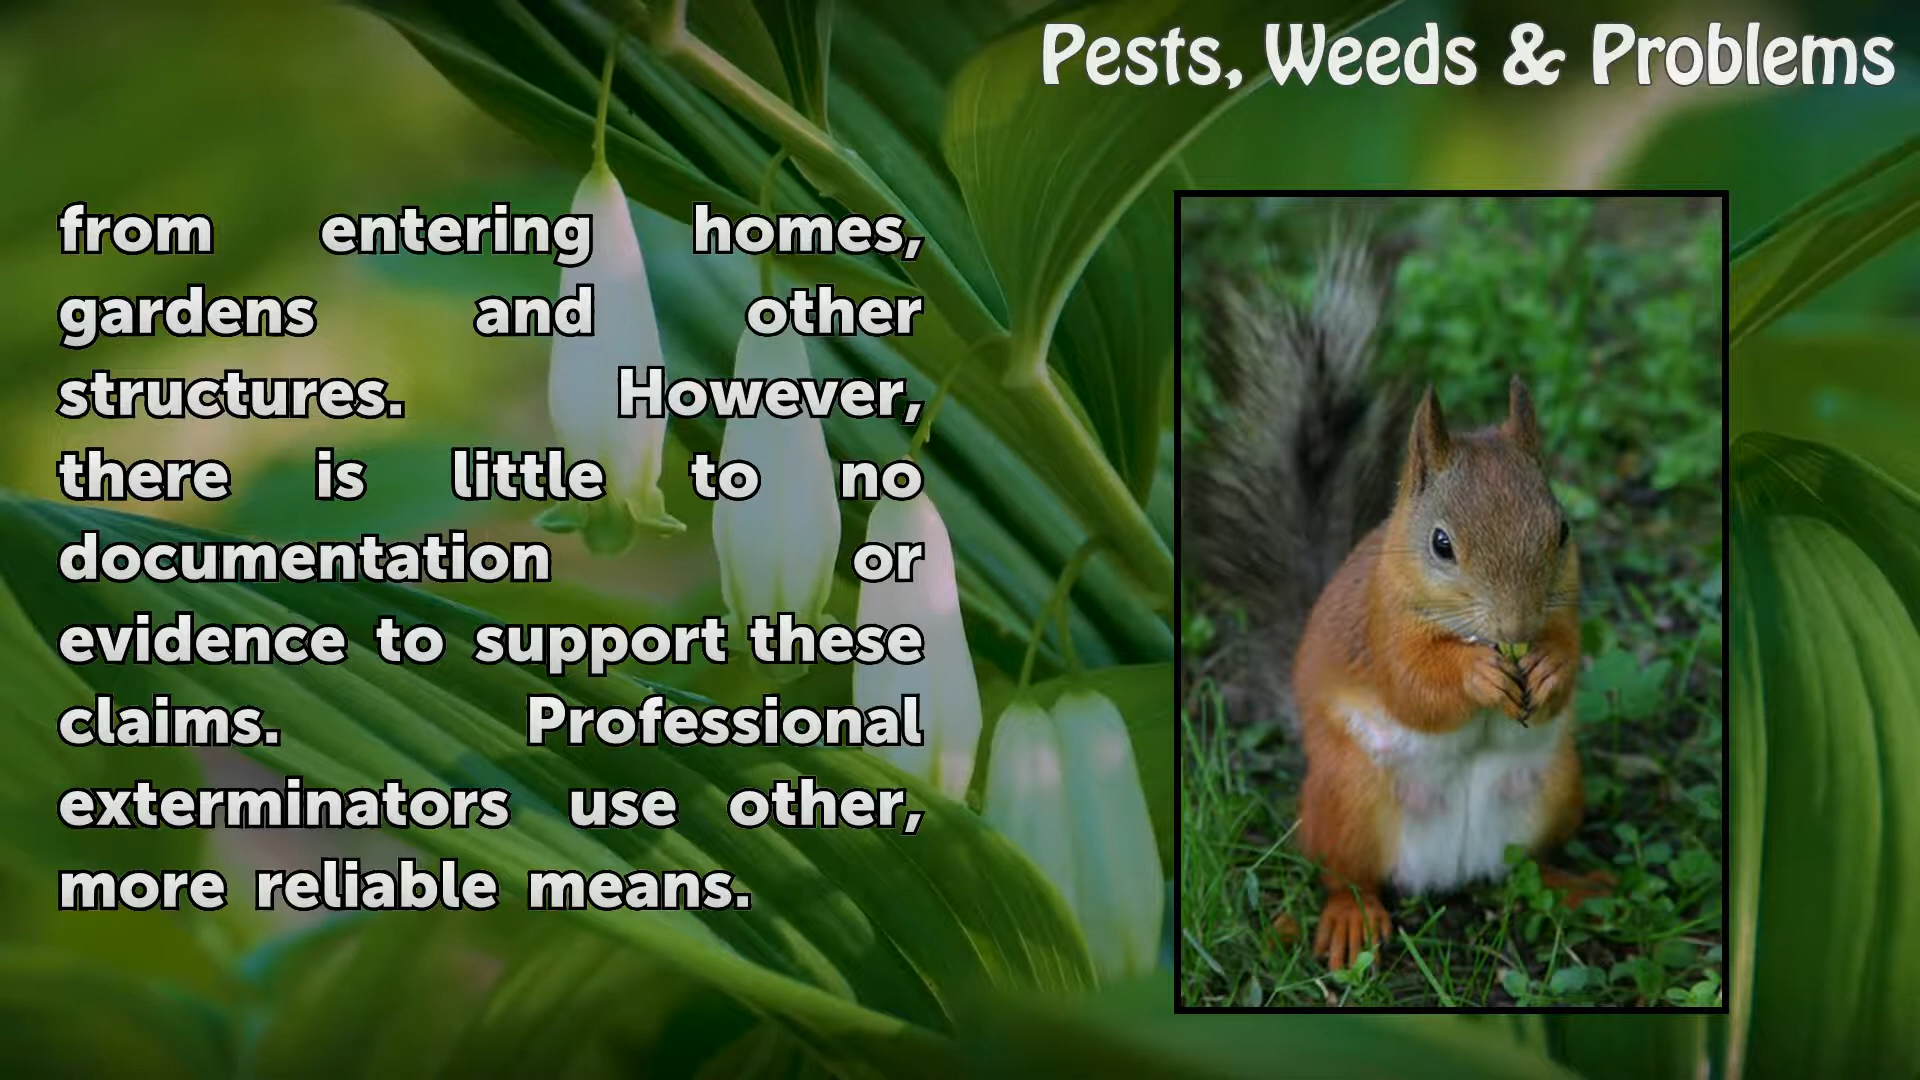 Pests, Weeds & Problems
from entering homes,
gardens and other
structures. However,
there is little to no
documentation or
evidence to support these
claims. Professional
exterminators use other,
more reliable means.